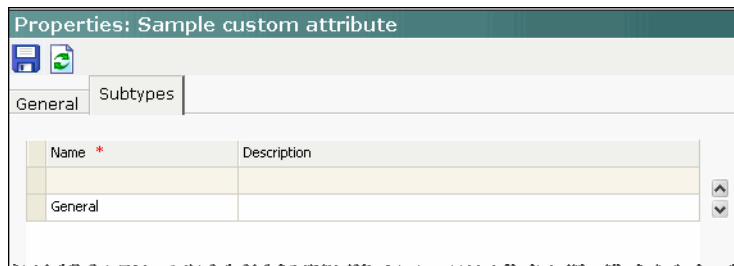 Properties: Sample custom attribute
General Subtypes
Name * Description
General